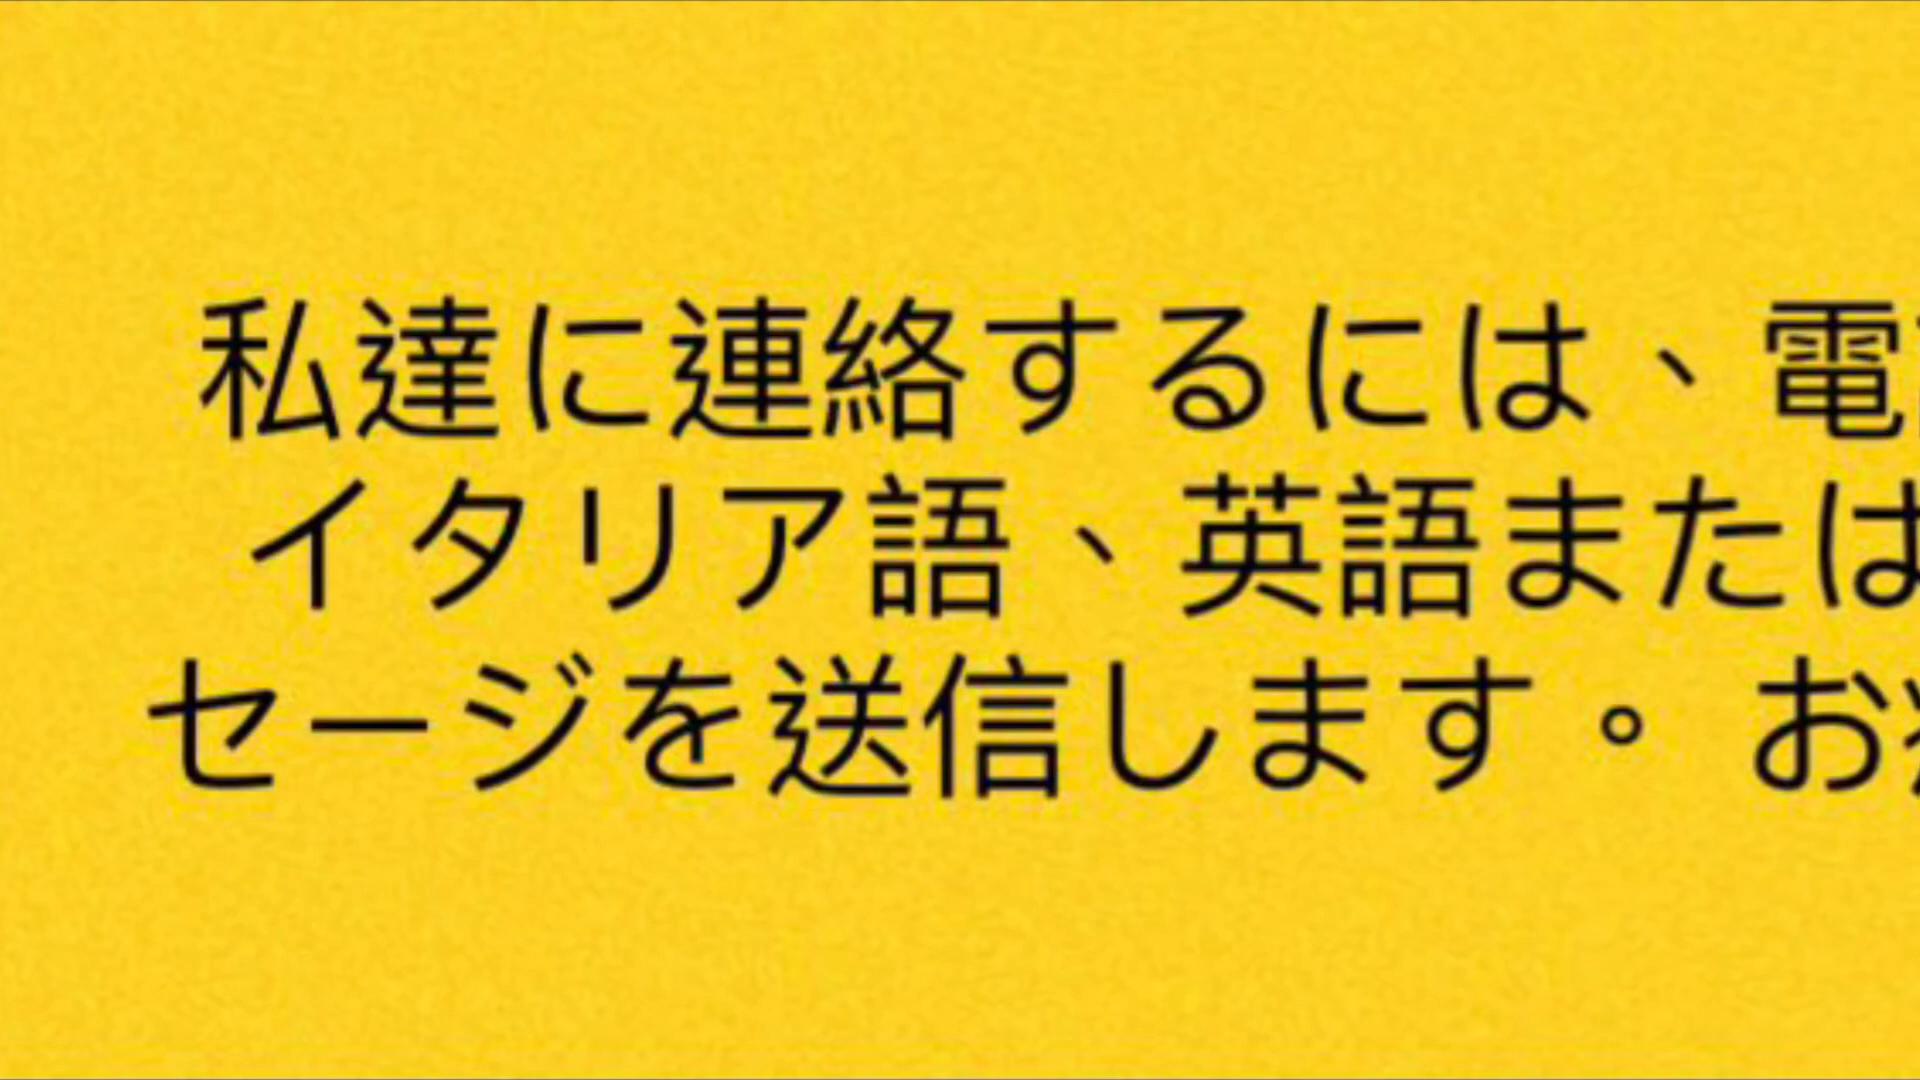 私達に連絡するには、電
イタリア語、英語または
セージを送信します。 お